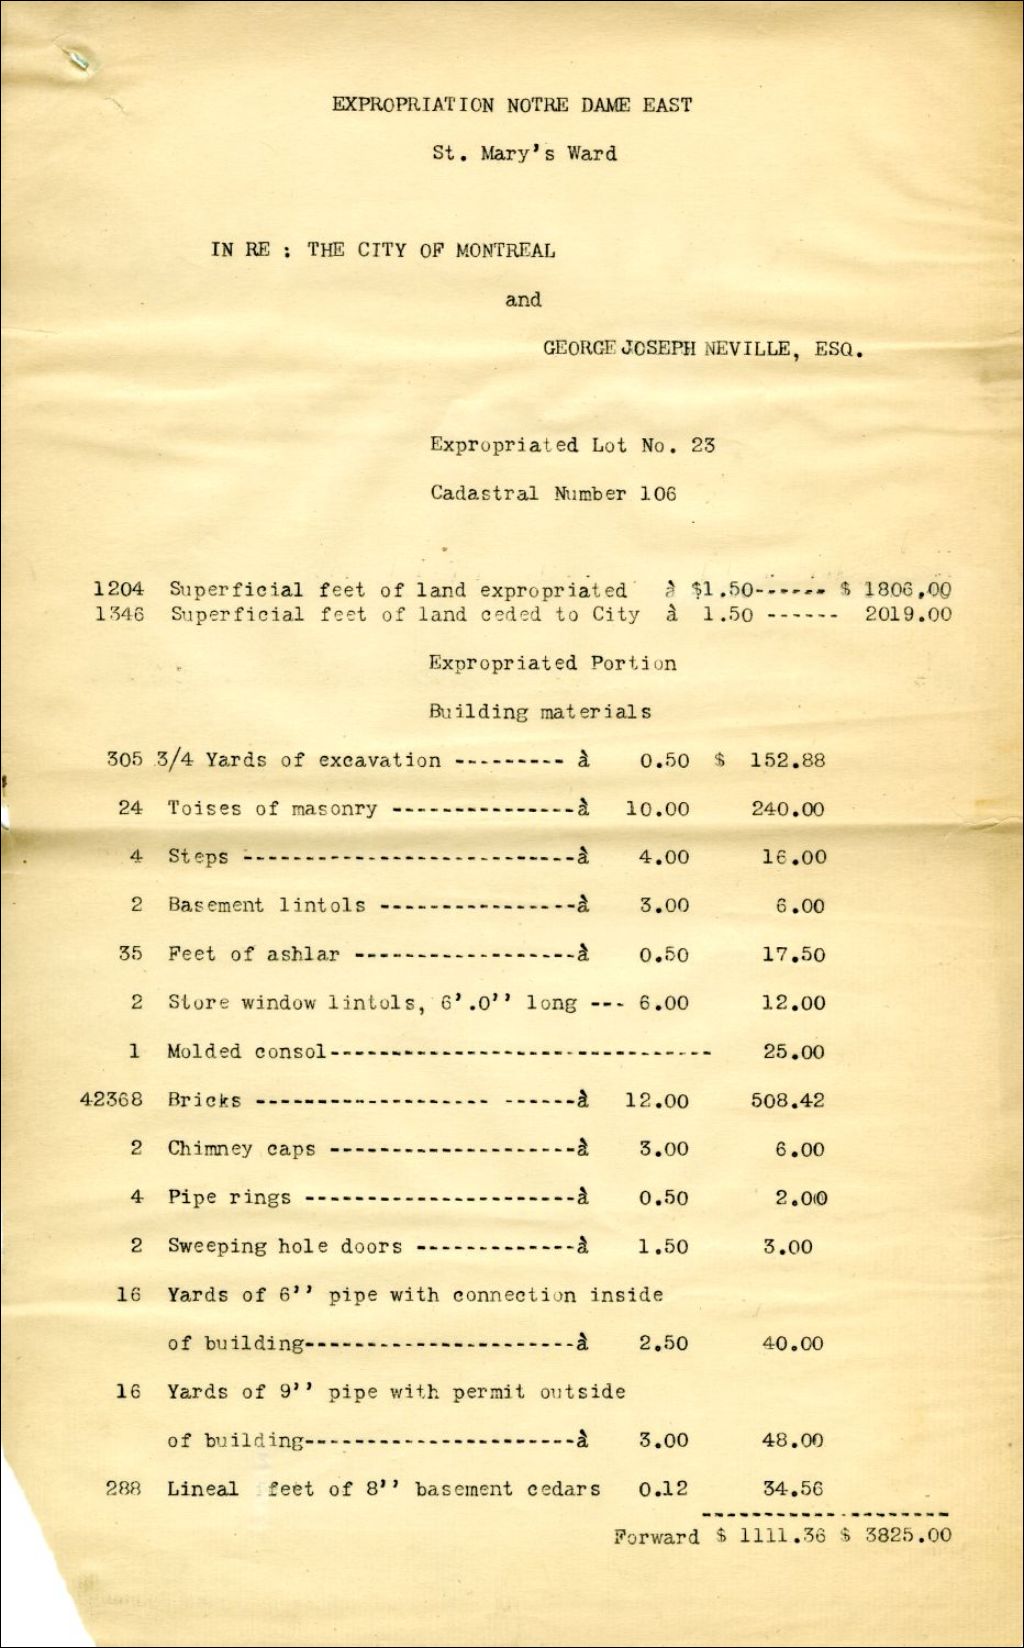 EXPROPRIATION NOTRE DAME EAST
St. Mary's Ward
IN RE : THE CITY OF MONTREAL
and
GEORGE JOSEPH NEVILLE, ESQ.
Expropriated Lot No. 23
Cadastral Number 106
1204 Superficial feet of land expropriated à $1.50------ $ 1806.00
1346 Superficial feet of land ceded to City à 1.50 ------ 2019.00
Expropriated Portion
Building materials
305 3/4 Yards of excavation --------- à 0.50 $ 152.88
24 Toises of masonry ---------------à 10.00 240.00
4 Steps ---------------------------à 4.00 16.00
2 Basement lintols ----------------à 3.00 6.00
35 Feet of ashlar ------------------à 0.50 17.50
2 Store window lintols, 6'.0'' long --- 6.00 12.00
1 Molded consol------------------------------- 25.00
42368 Bricks ------------------- ------à 12.00 508.42
2 Chimney caps --------------------à 3.00 6.00
4 Pipe rings ----------------------à 0.50 2.00
2 Sweeping hole doors -------------à 1.50 3.00
16 Yards of 6'' pipe with connection inside
of building----------------------à 2.50 40.00
16 Yards of 9'' pipe with permit outside
of building----------------------à 3.00 48.00
288 Lineal feet of 8'' basement cedars 0.12 34.56
--------------------
Forward $ 1111.36 $ 3825.00